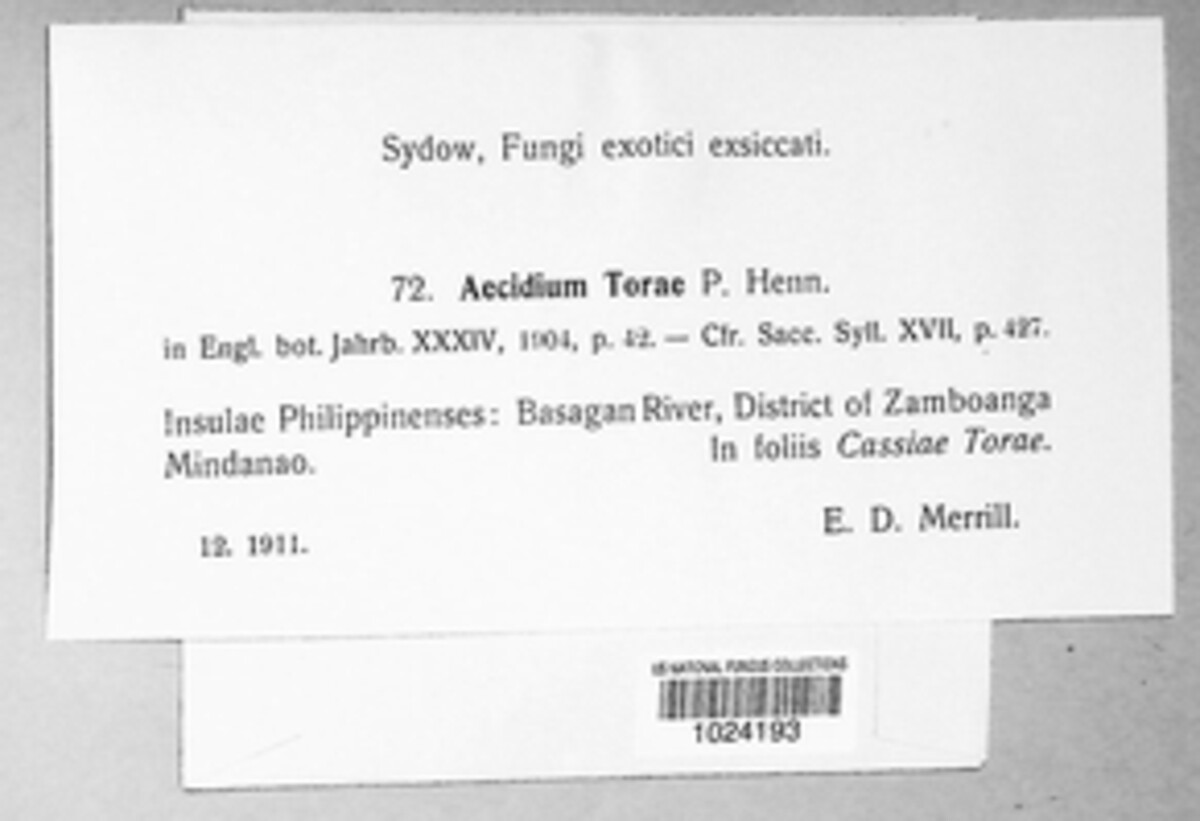 Sydow, Fungi exotici exsiccati.
72. Aecidium Torae P. Henn.
in Engl. bot. Jahrb. XXXIV, 1904, p. 42. — Cfr. Sacc. Syll. XVII, p. 427.
Insulae Philippinenses: Basagan River, District of Zamboanga
Mindanao. In foliis Cassiae Torae.
E. D. Merrill.
12. 1911.
US NATIONAL FUNGUS COLLECTIONS
1024193